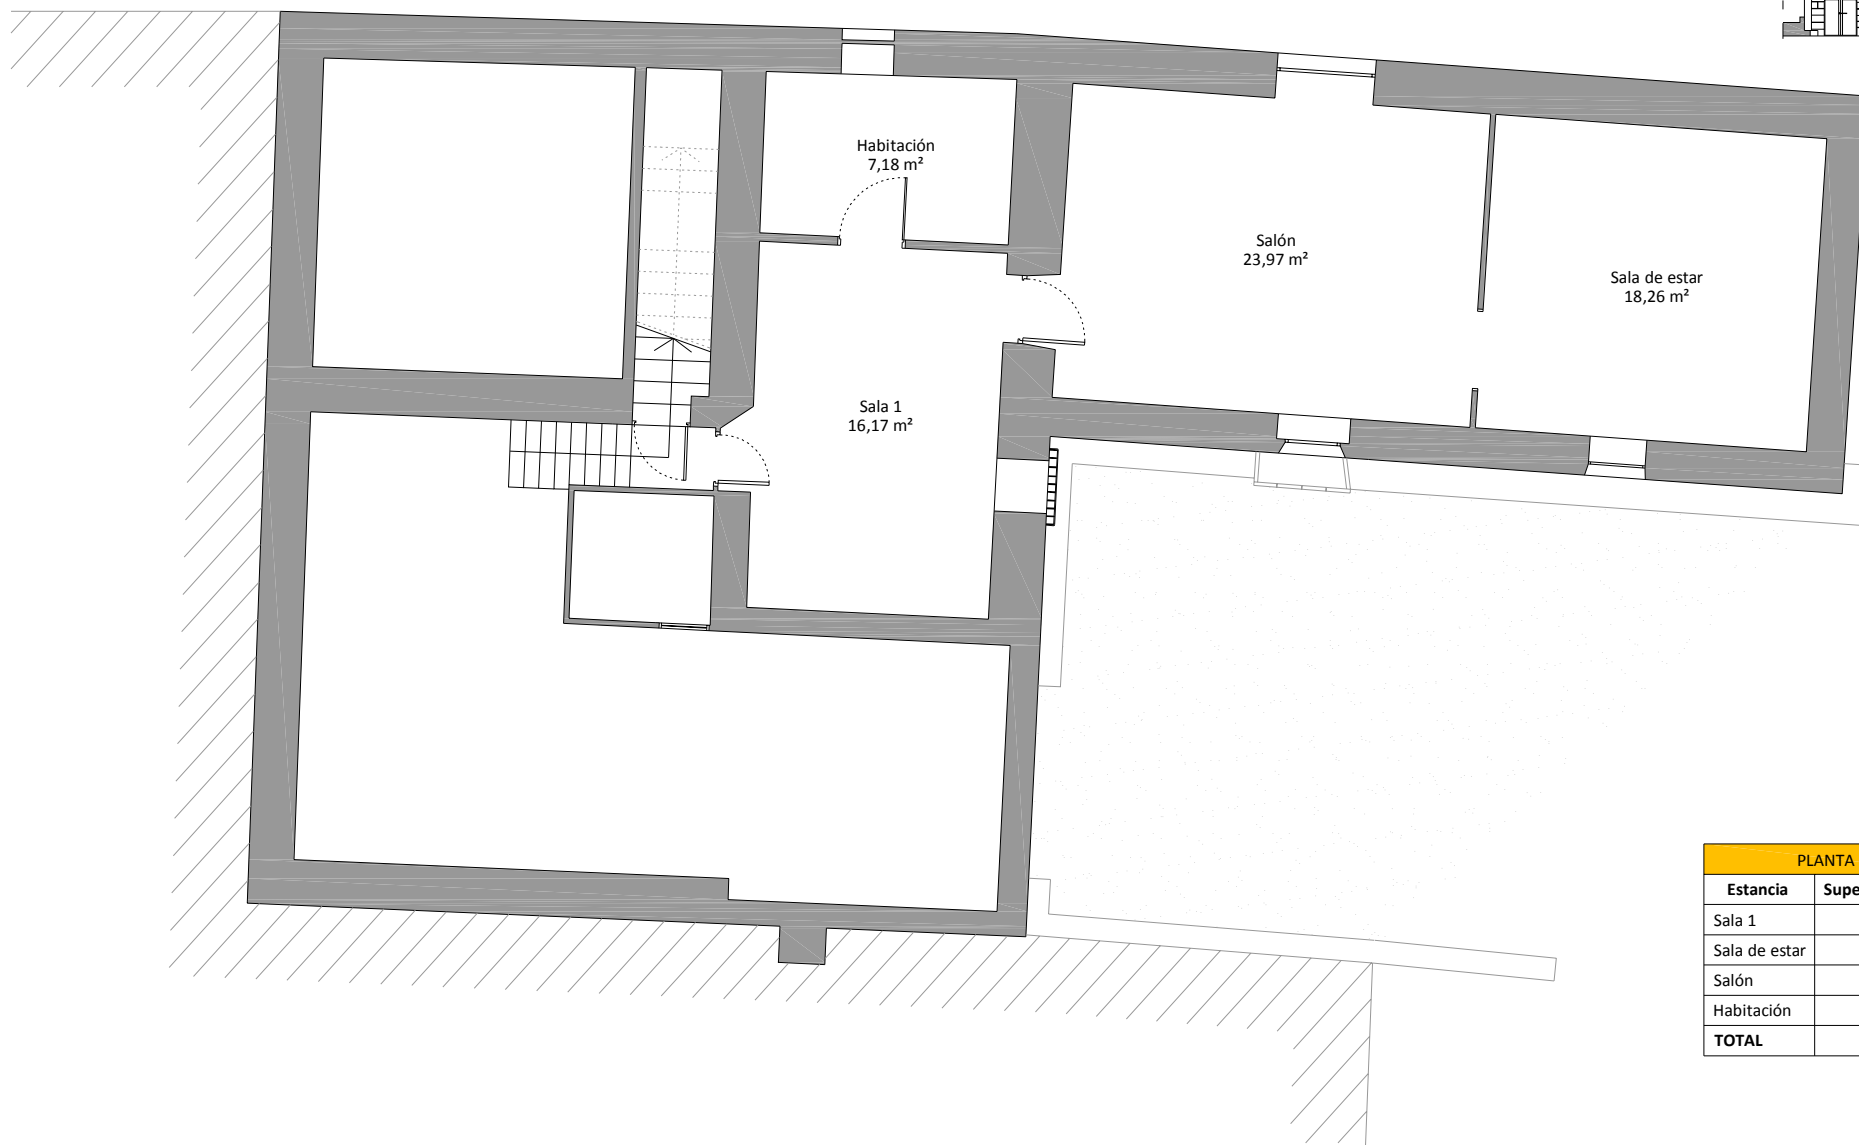 Habitación
7,18 m²
Salón
23,97 m²
Sala de estar
18,26 m²
Sala 1
16,17 m²
PLANTA
Estancia Supe
Sala 1
Sala de estar
Salón
Habitación
TOTAL